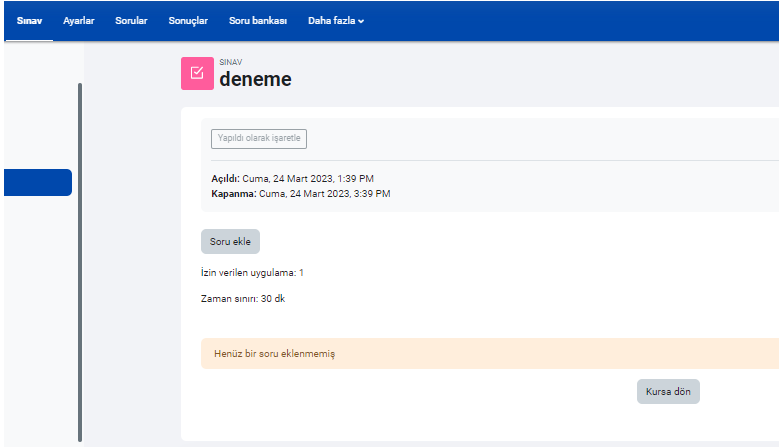 Sınav Ayarlar Sorular Sonuçlar Soru bankası Daha fazla
SINAV
deneme
Yapıldı olarak işaretle
Açıldı: Cuma, 24 Mart 2023, 1:39 PM
Kapanma: Cuma, 24 Mart 2023, 3:39 PM
Soru ekle
İzin verilen uygulama: 1
Zaman sınırı: 30 dk
Henüz bir soru eklenmemiş
Kursa dön